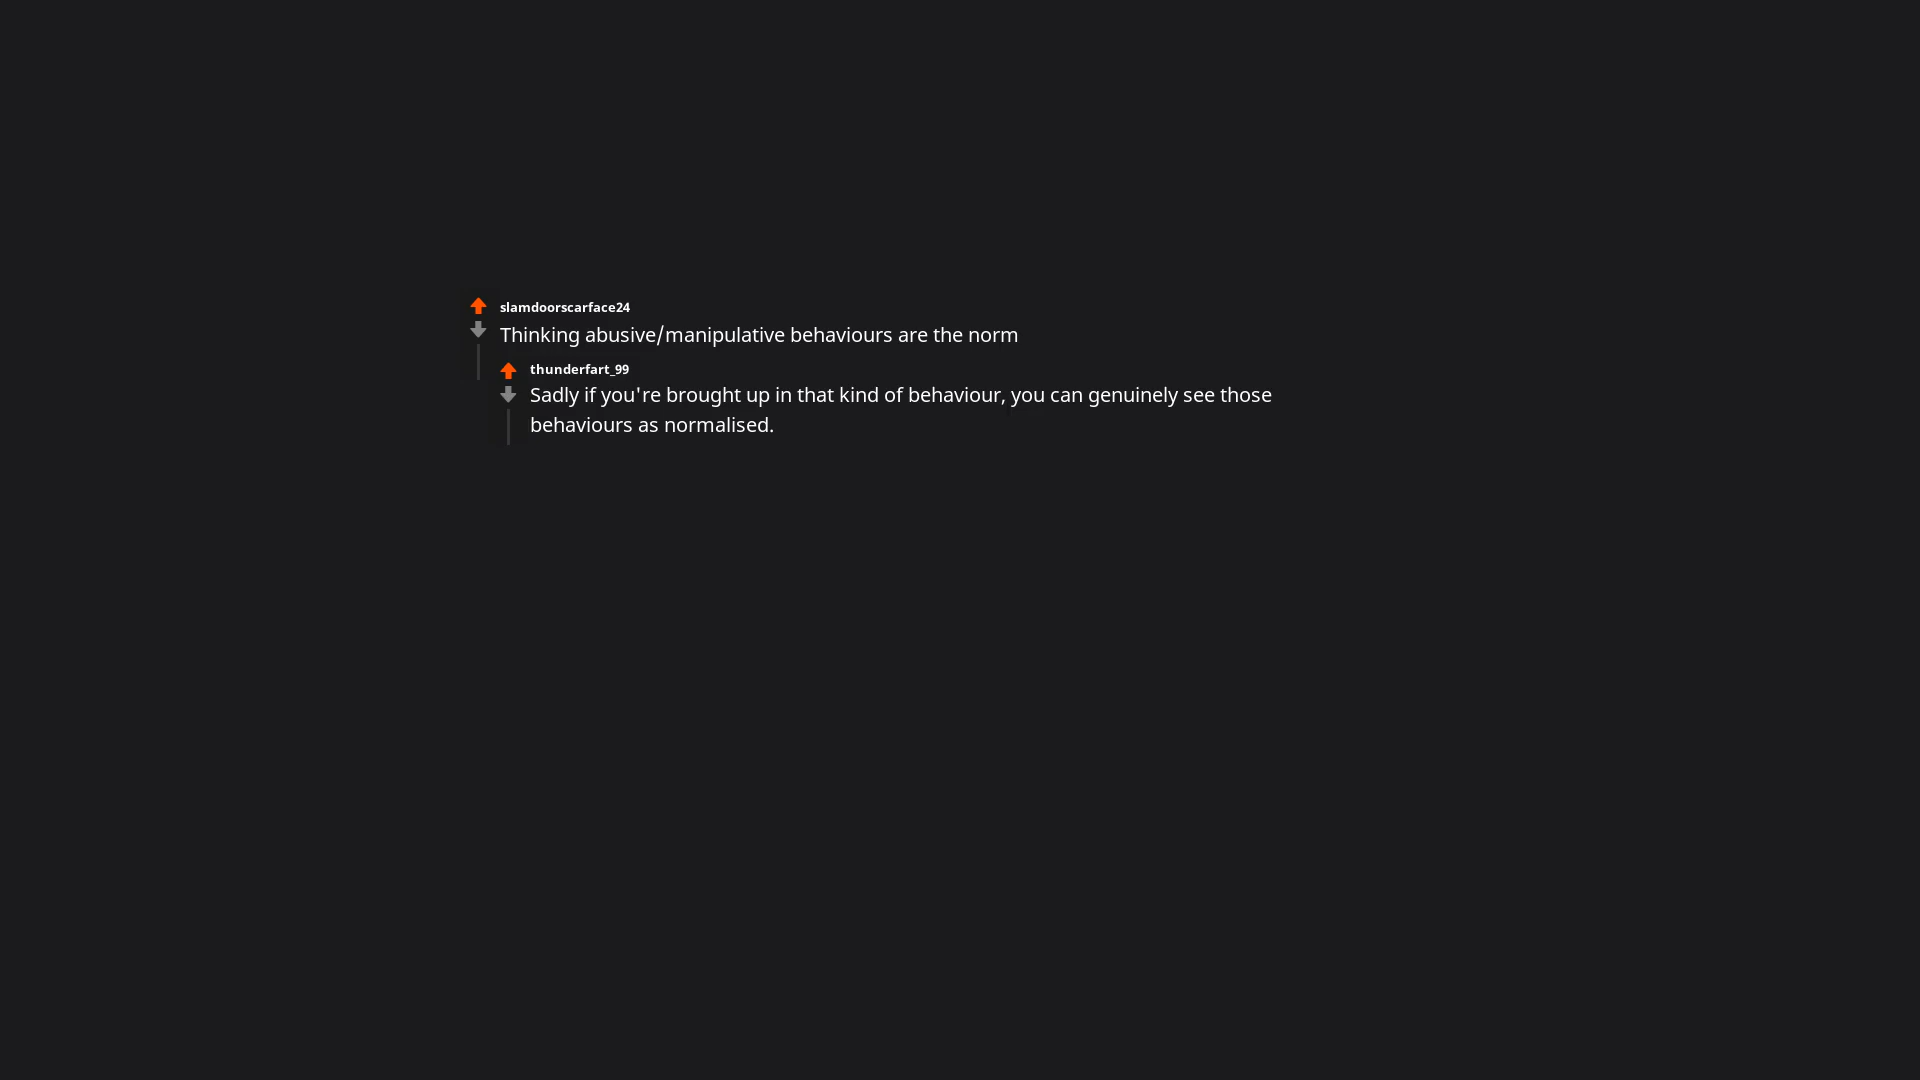 slamdoorscarface24
Thinking abusive/manipulative behaviours are the norm
thunderfart_99
Sadly if you're brought up in that kind of behaviour, you can genuinely see those
behaviours as normalised.